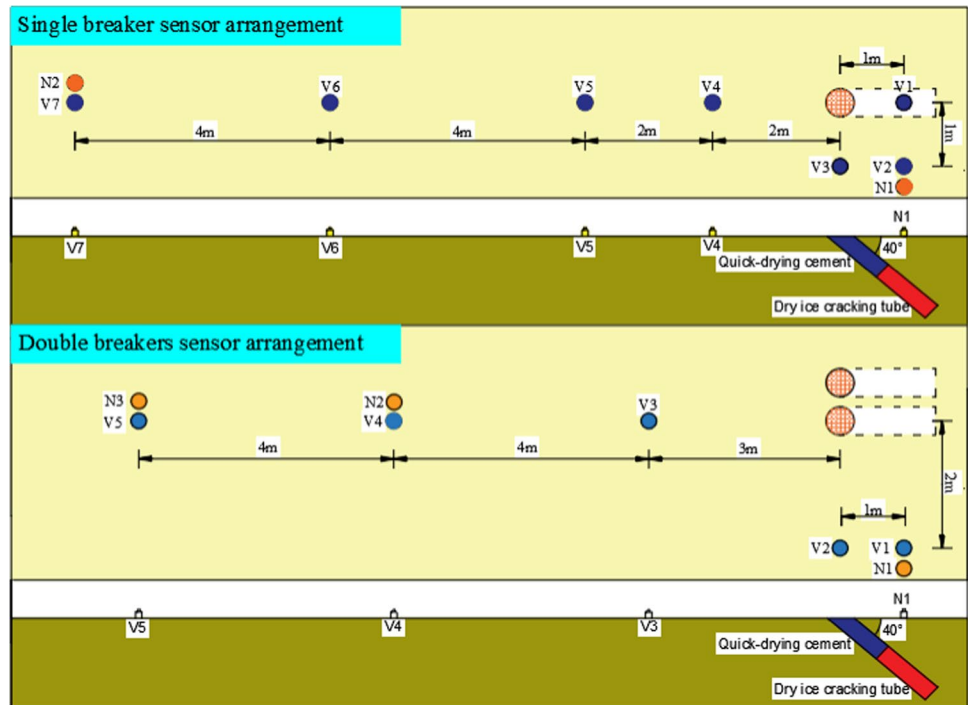 Single breaker sensor arrangement
1m
N2
V7
V6
V5
V4
V1
4m
4m
2m
2m
1m
V3
V2
N1
N1
V7
V6
V5
V4
40°
Quick-drying cement
Dry ice cracking tube
Double breakers sensor arrangement
N3
V5
N2
V4
V3
4m
4m
3m
2m
1m
V2
V1
N1
N1
V5
V4
V3
40°
Quick-drying cement
Dry ice cracking tube